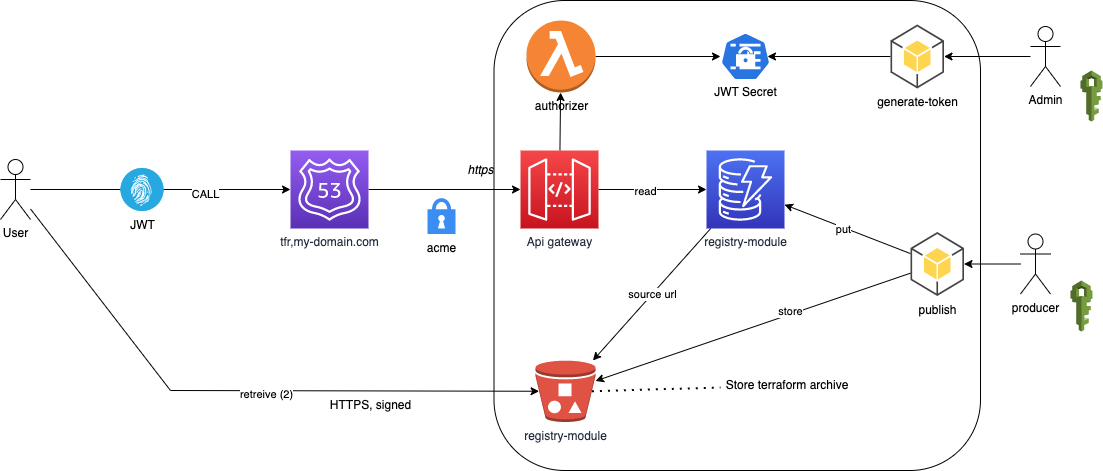 authorizer
JWT Secret
generate-token
Admin
https
User
JWT
CALL
53
tfr,my-domain.com
acme
</>
Api gateway
read
registry-module
put
publish
producer
source url
store
retreive (2)
HTTPS, signed
Store terraform archive
registry-module